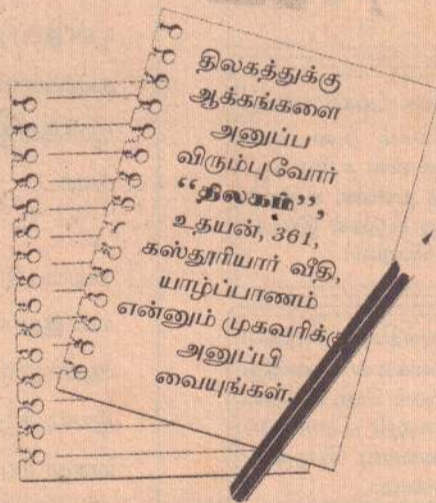 திலகத்துக்கு
ஆக்கங்களை
அனுப்ப
விரும்புவோர்
“திலகம்”,
உதயன், 361,
கஸ்தூரியார் வீதி,
யாழ்ப்பாணம்
என்னும் முகவரிக்கு
அனுப்பி
வையுங்கள்.